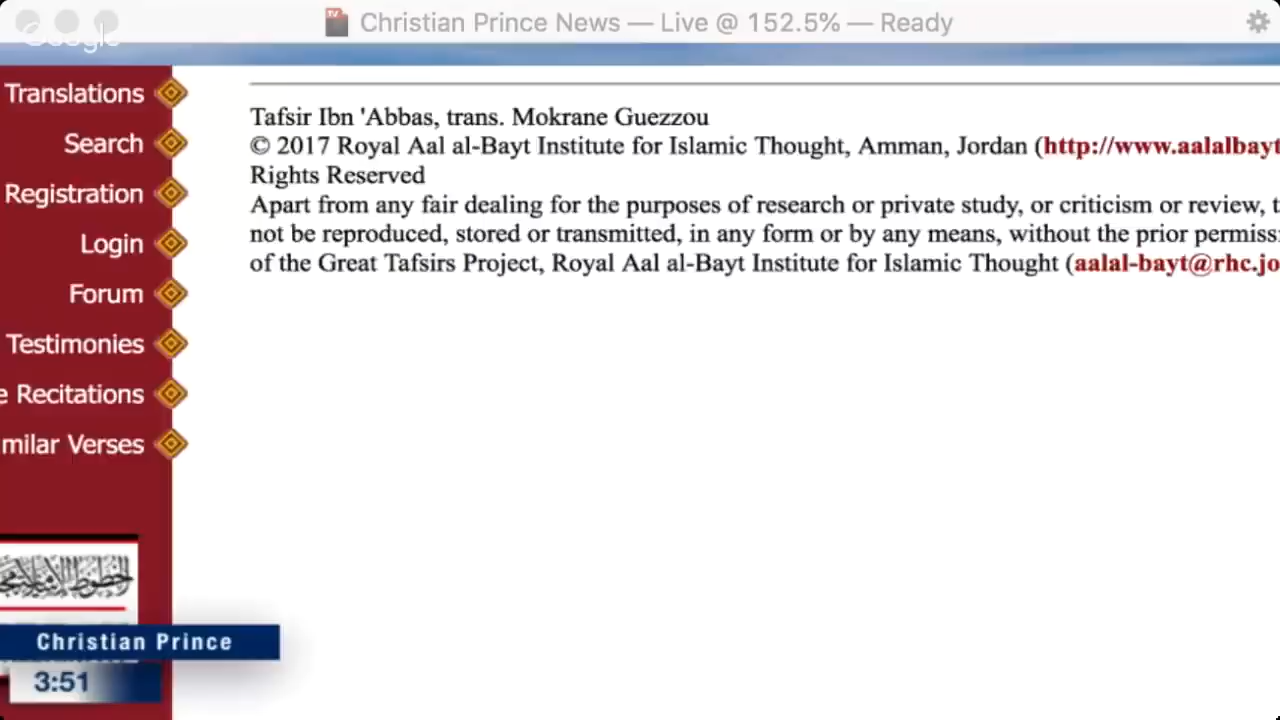 Christian Prince News — Live @ 152.5% — Ready
Google
Translations
Search
Registration
Login
Forum
Testimonies
e Recitations
milar Verses
Tafsir Ibn 'Abbas, trans. Mokrane Guezzou
© 2017 Royal Aal al-Bayt Institute for Islamic Thought, Amman, Jordan (http://www.aalalbayt
Rights Reserved
Apart from any fair dealing for the purposes of research or private study, or criticism or review, t
not be reproduced, stored or transmitted, in any form or by any means, without the prior permiss
of the Great Tafsirs Project, Royal Aal al-Bayt Institute for Islamic Thought (aalal-bayt@rhc.jo
Christian Prince
3:51